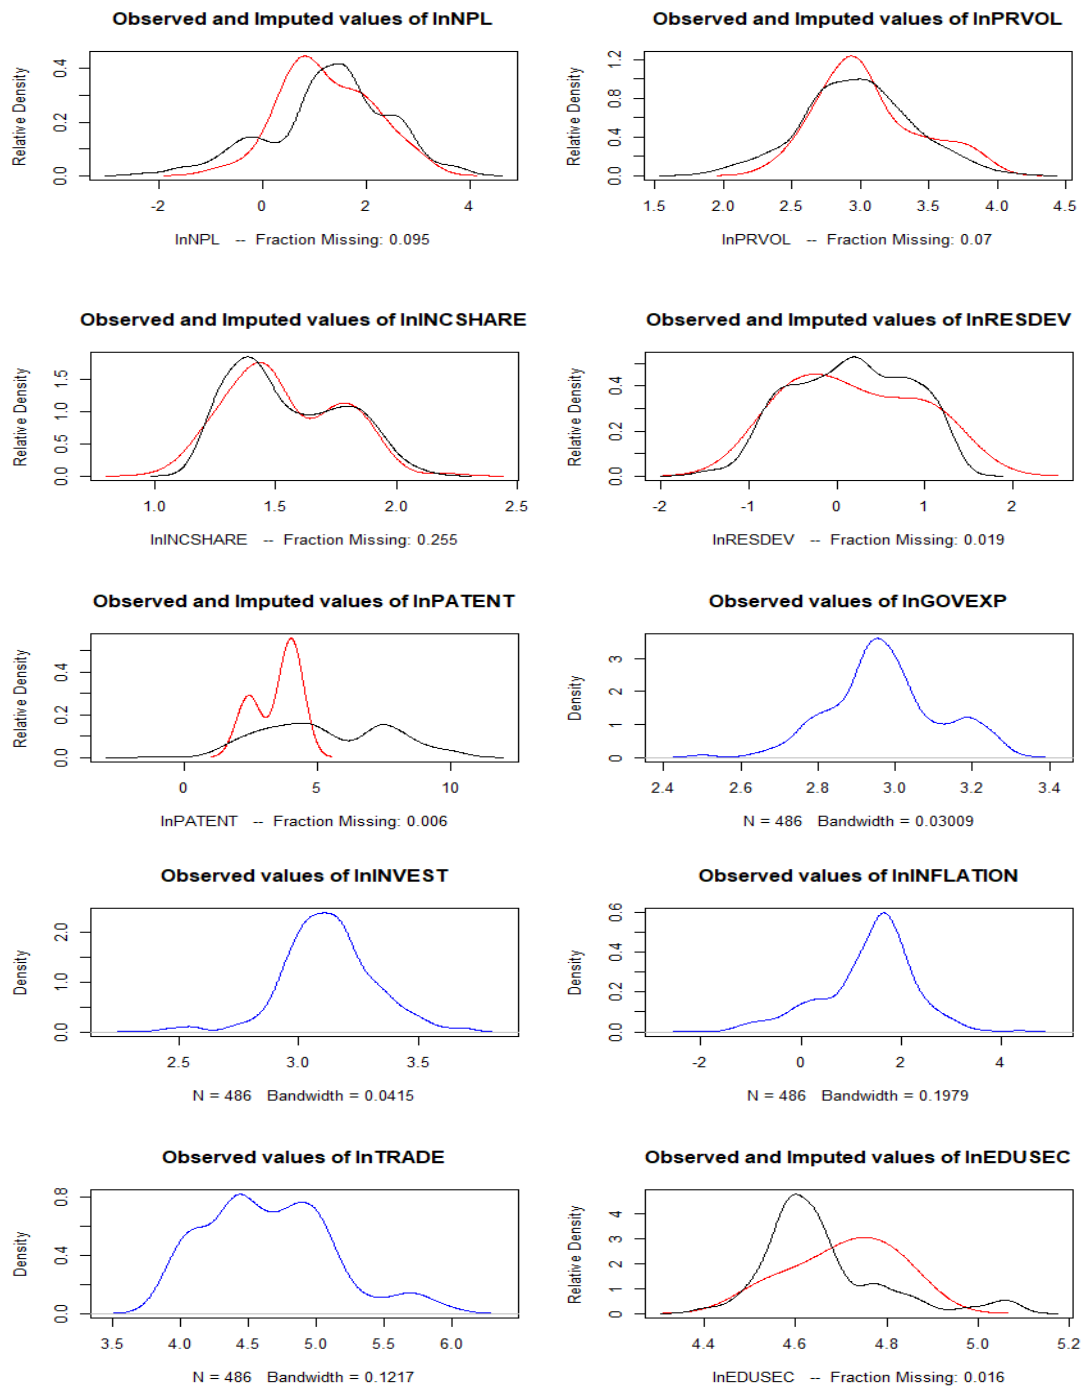 Observed and Imputed values of lnNPL
Relative Density
0.0 0.2 0.4
-2 0 2 4
lnNPL -- Fraction Missing: 0.095
Observed and Imputed values of lnPRVOL
Relative Density
0.0 0.4 0.8 1.2
1.5 2.0 2.5 3.0 3.5 4.0 4.5
lnPRVOL -- Fraction Missing: 0.07
Observed and Imputed values of lnINCSHARE
Relative Density
0.0 0.5 1.0 1.5
1.0 1.5 2.0 2.5
lnINCSHARE -- Fraction Missing: 0.255
Observed and Imputed values of lnRESDEV
Relative Density
0.0 0.2 0.4
-2 -1 0 1 2
lnRESDEV -- Fraction Missing: 0.019
Observed and Imputed values of lnPATENT
Relative Density
0.0 0.2 0.4
0 5 10
lnPATENT -- Fraction Missing: 0.006
Observed values of lnGOVEXP
Density
0 1 2 3
2.4 2.6 2.8 3.0 3.2 3.4
N = 486 Bandwidth = 0.03009
Observed values of lnINVEST
Density
0.0 1.0 2.0
2.5 3.0 3.5
N = 486 Bandwidth = 0.0415
Observed values of lnINFLATION
Density
0.0 0.2 0.4 0.6
-2 0 2 4
N = 486 Bandwidth = 0.1979
Observed values of lnTRADE
Density
0.0 0.4 0.8
3.5 4.0 4.5 5.0 5.5 6.0
N = 486 Bandwidth = 0.1217
Observed and Imputed values of lnEDUSEC
Relative Density
0 1 2 3 4
4.4 4.6 4.8 5.0 5.2
lnEDUSEC -- Fraction Missing: 0.016